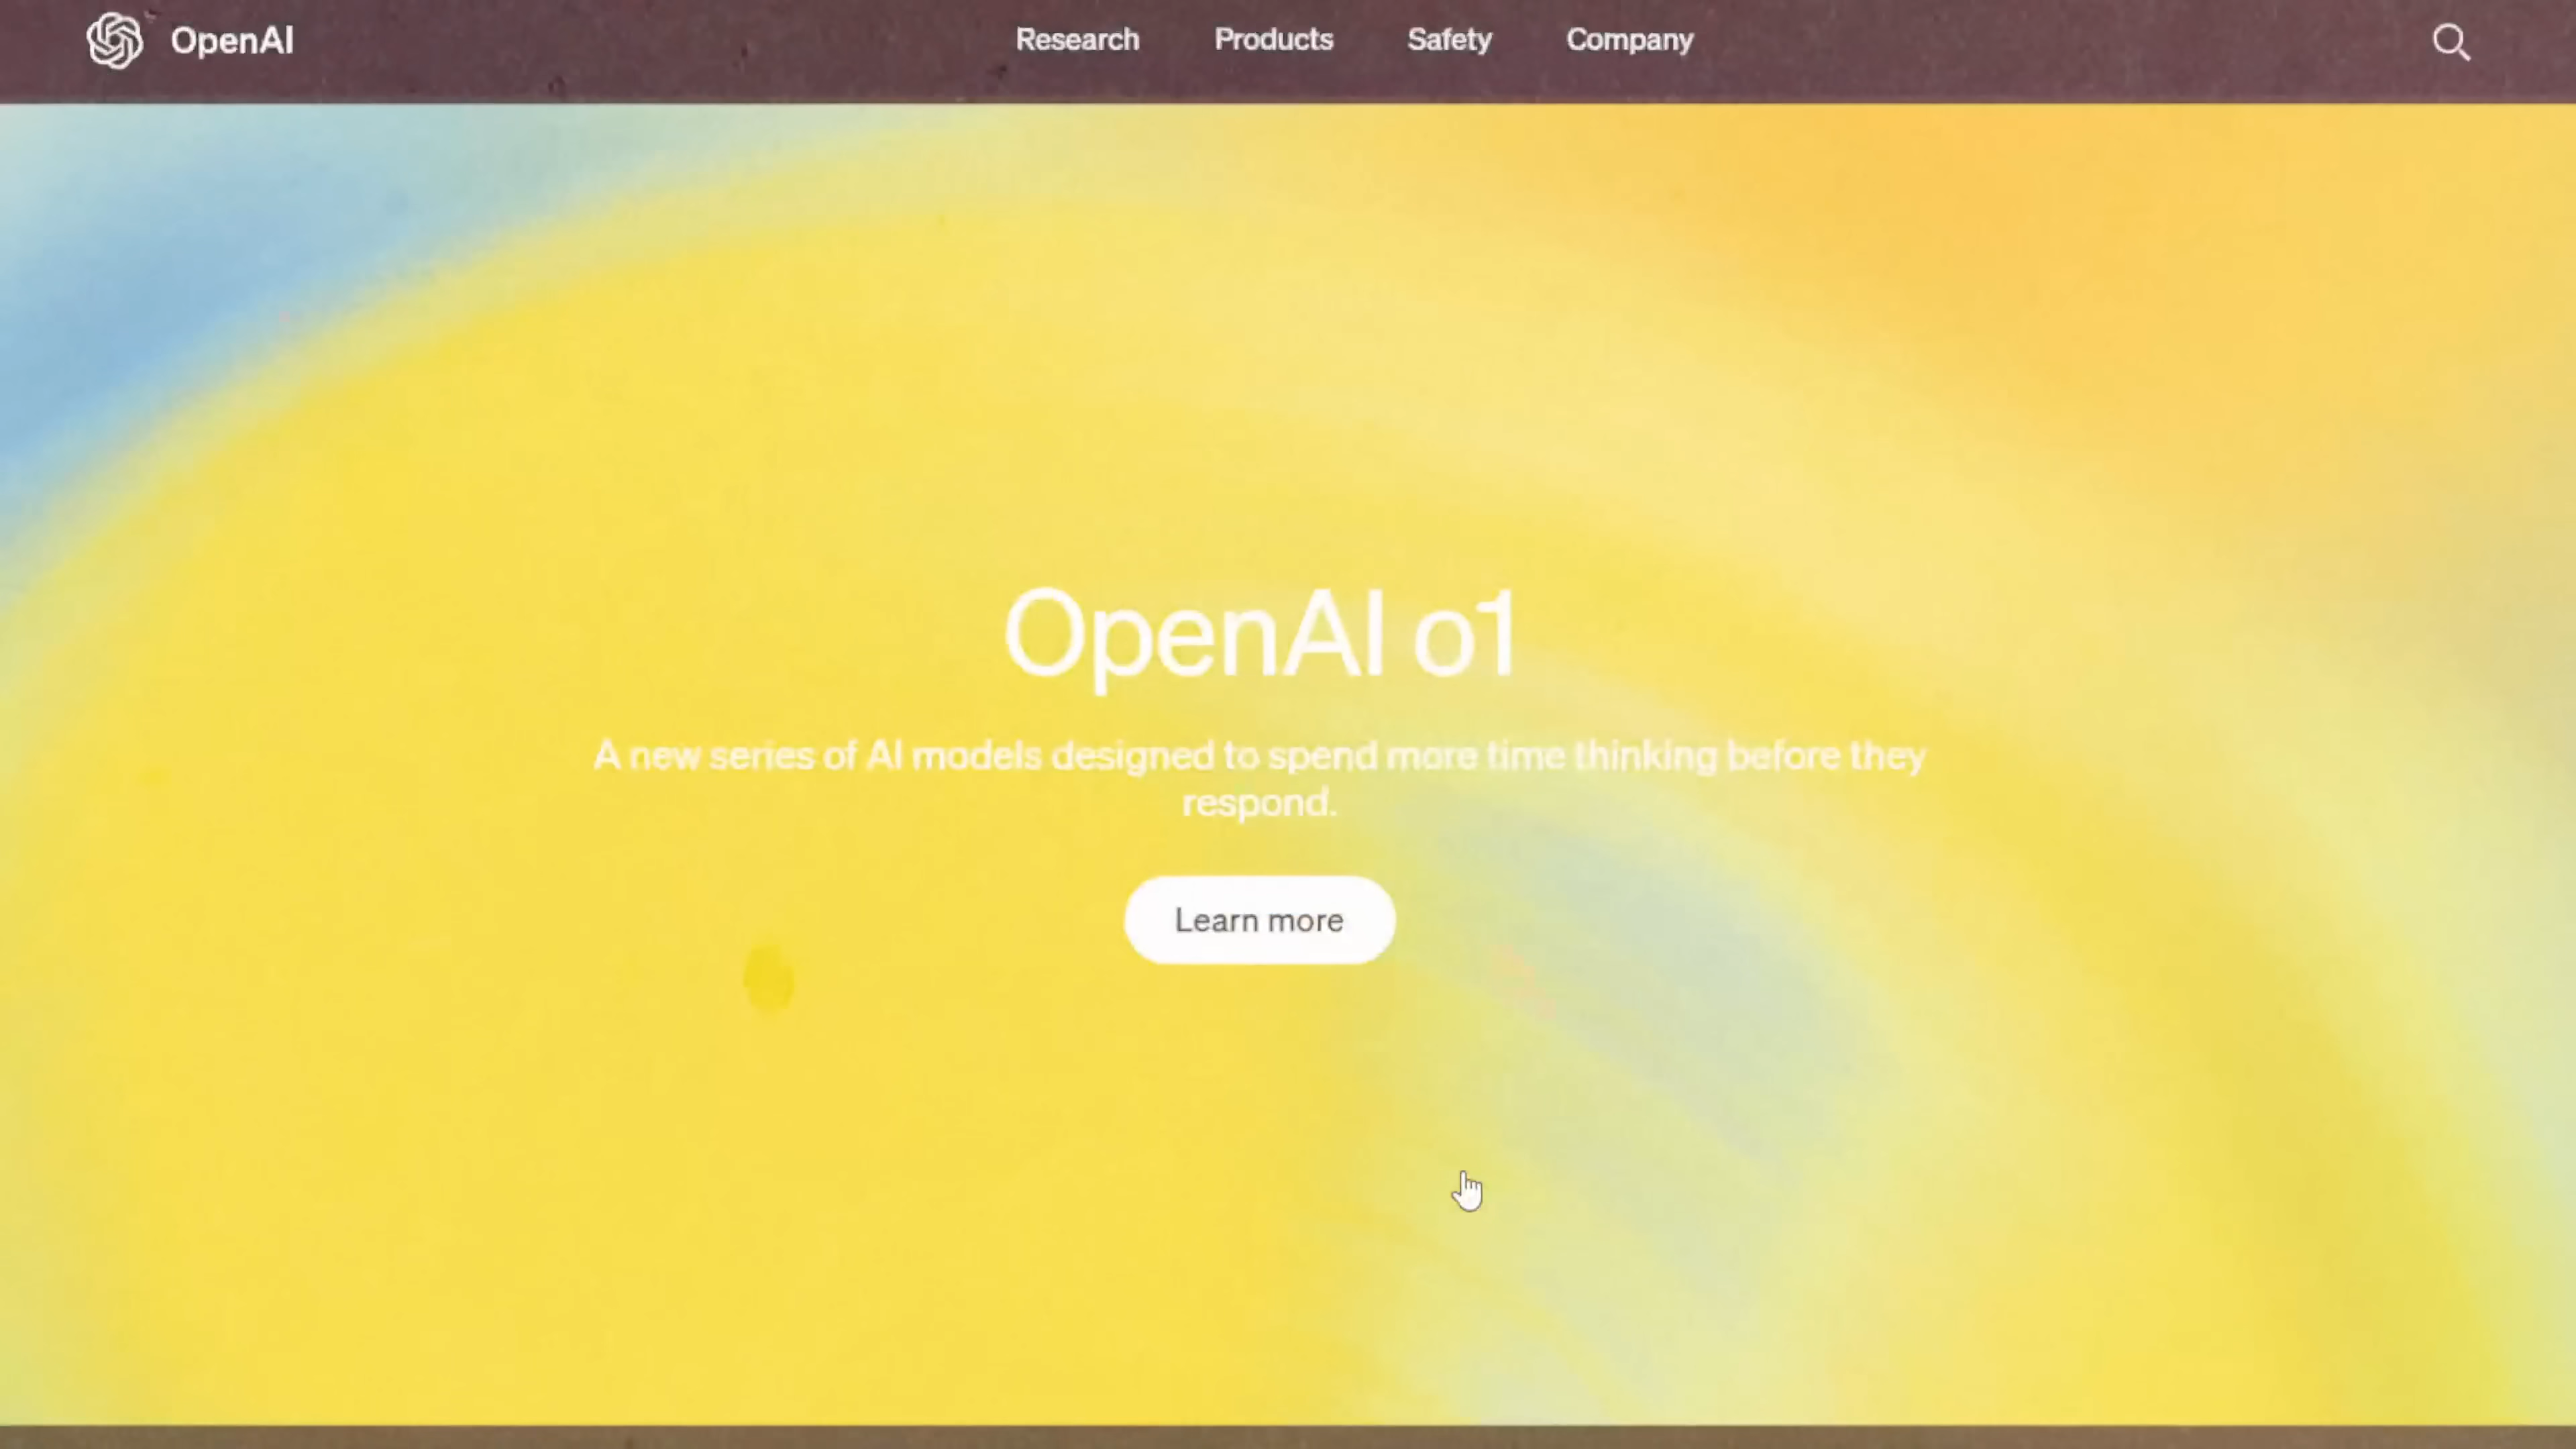 OpenAI
Research Products Safety Company
OpenAI o1
A new series of AI models designed to spend more time thinking before they
respond.
Learn more